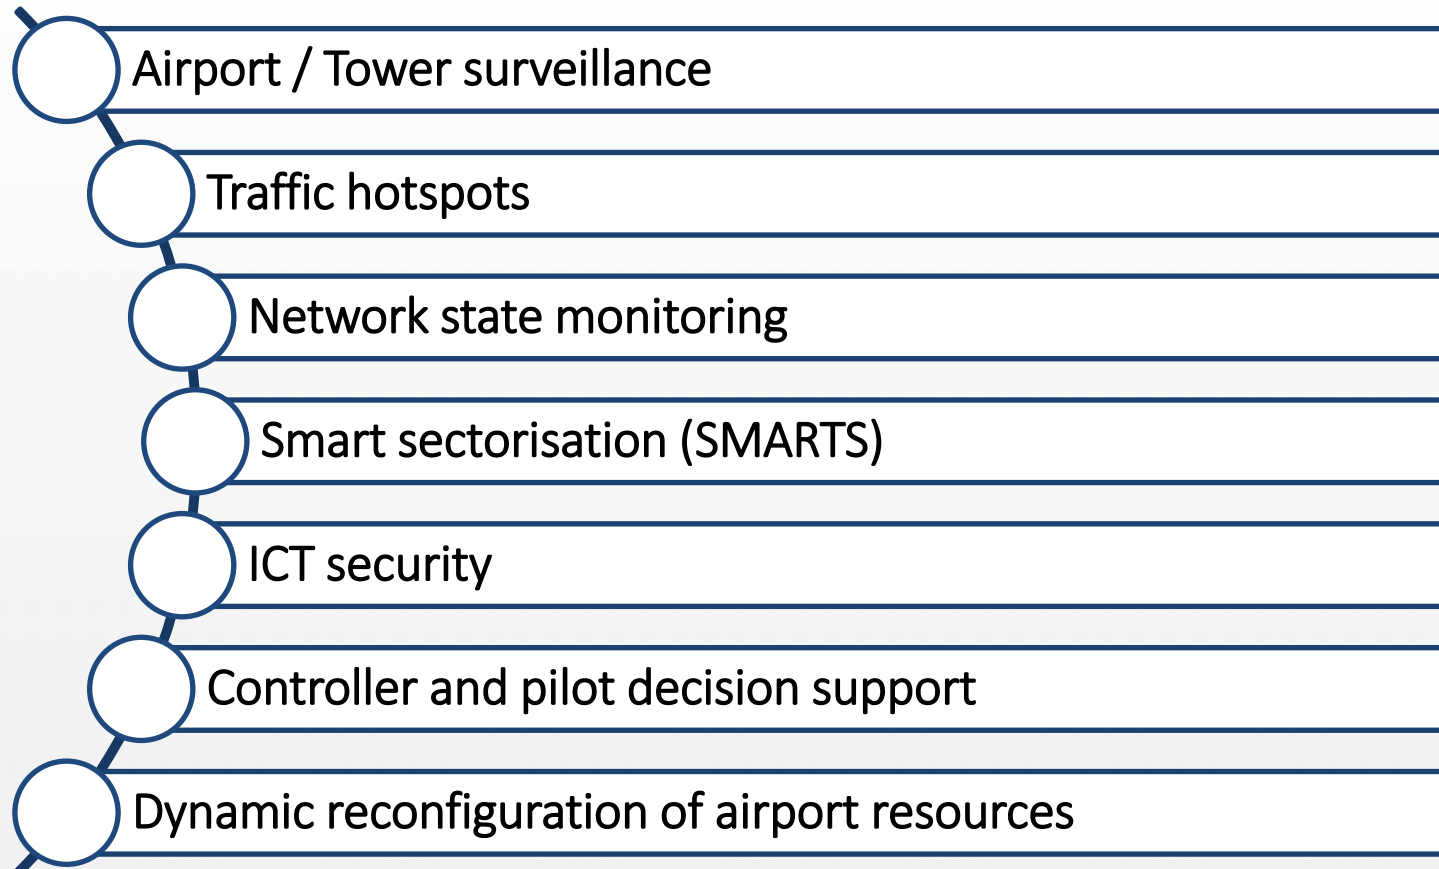 Airport / Tower surveillance
Traffic hotspots
Network state monitoring
Smart sectorisation (SMARTS)
ICT security
Controller and pilot decision support
Dynamic reconfiguration of airport resources